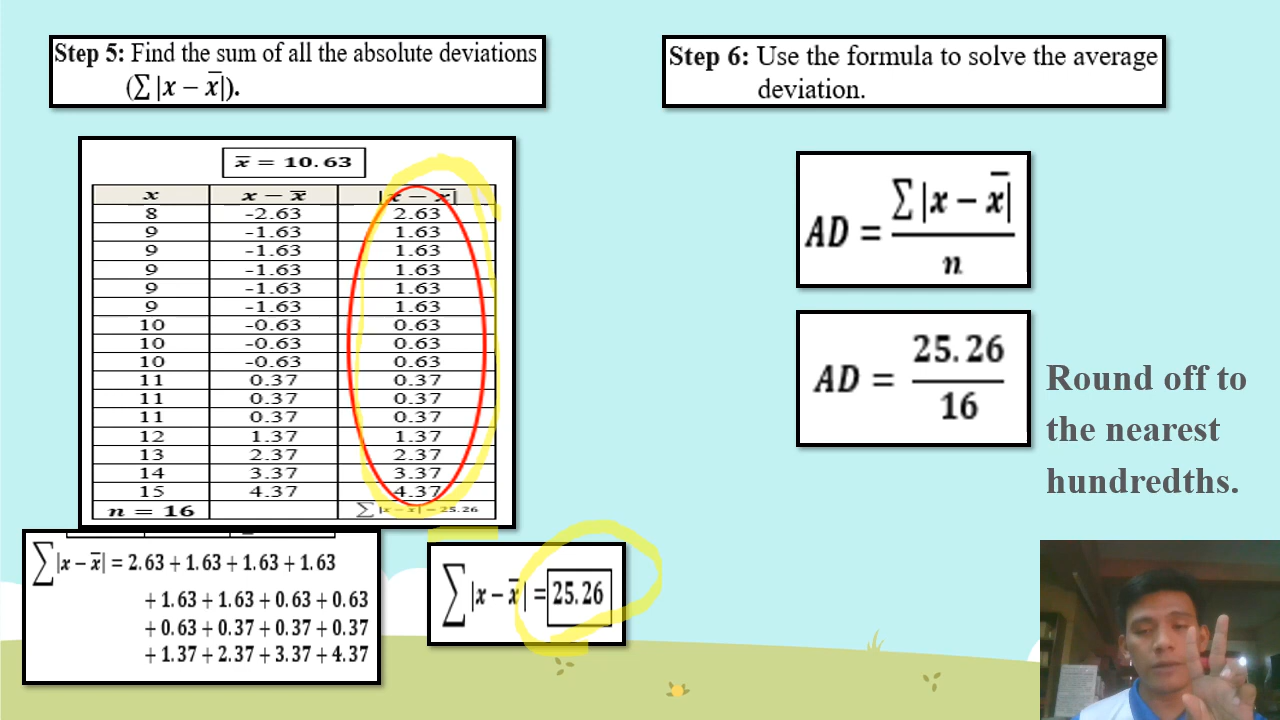 Step 5: Find the sum of all the absolute deviations
(∑ |x − x̅|).
x̅ = 10.63
x x − x̅ |x − x̅|
8 -2.63 2.63
9 -1.63 1.63
9 -1.63 1.63
9 -1.63 1.63
9 -1.63 1.63
9 -1.63 1.63
10 -0.63 0.63
10 -0.63 0.63
10 -0.63 0.63
11 0.37 0.37
11 0.37 0.37
11 0.37 0.37
12 1.37 1.37
13 2.37 2.37
14 3.37 3.37
15 4.37 4.37
n = 16 ∑ |x − x̅| = 25.26
∑|x − x̅| = 2.63 + 1.63 + 1.63 + 1.63
+ 1.63 + 1.63 + 0.63 + 0.63
+ 0.63 + 0.37 + 0.37 + 0.37
+ 1.37 + 2.37 + 3.37 + 4.37
∑|x − x̅| = 25.26
Step 6: Use the formula to solve the average
deviation.
AD = ∑|x − x̅| / n
AD = 25.26 / 16
Round off to
the nearest
hundredths.